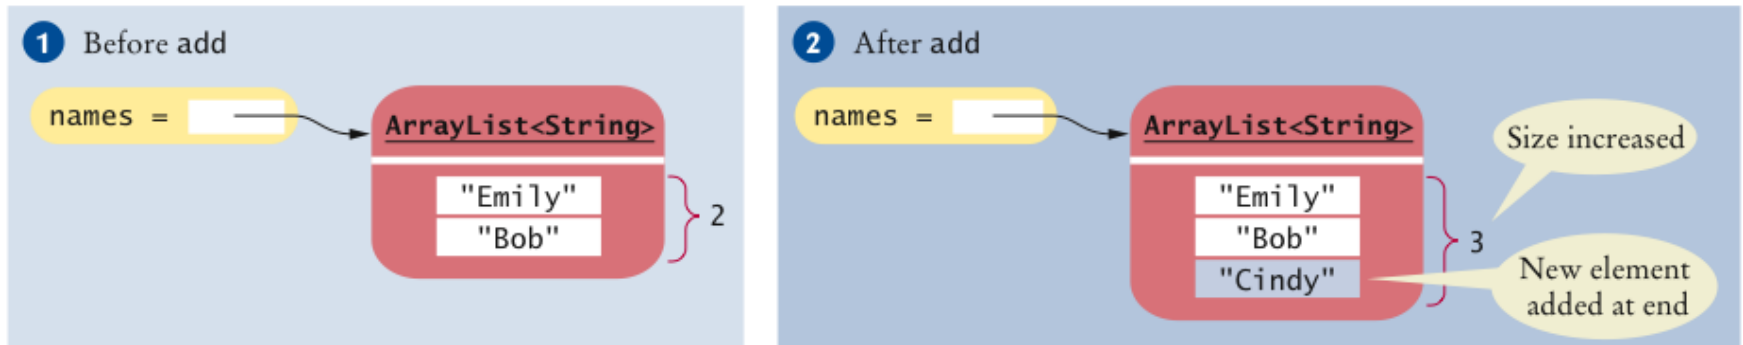 1 Before add
names =
ArrayList<String>
"Emily"
"Bob"
2
2 After add
names =
ArrayList<String>
"Emily"
"Bob"
"Cindy"
3
Size increased
New element
added at end